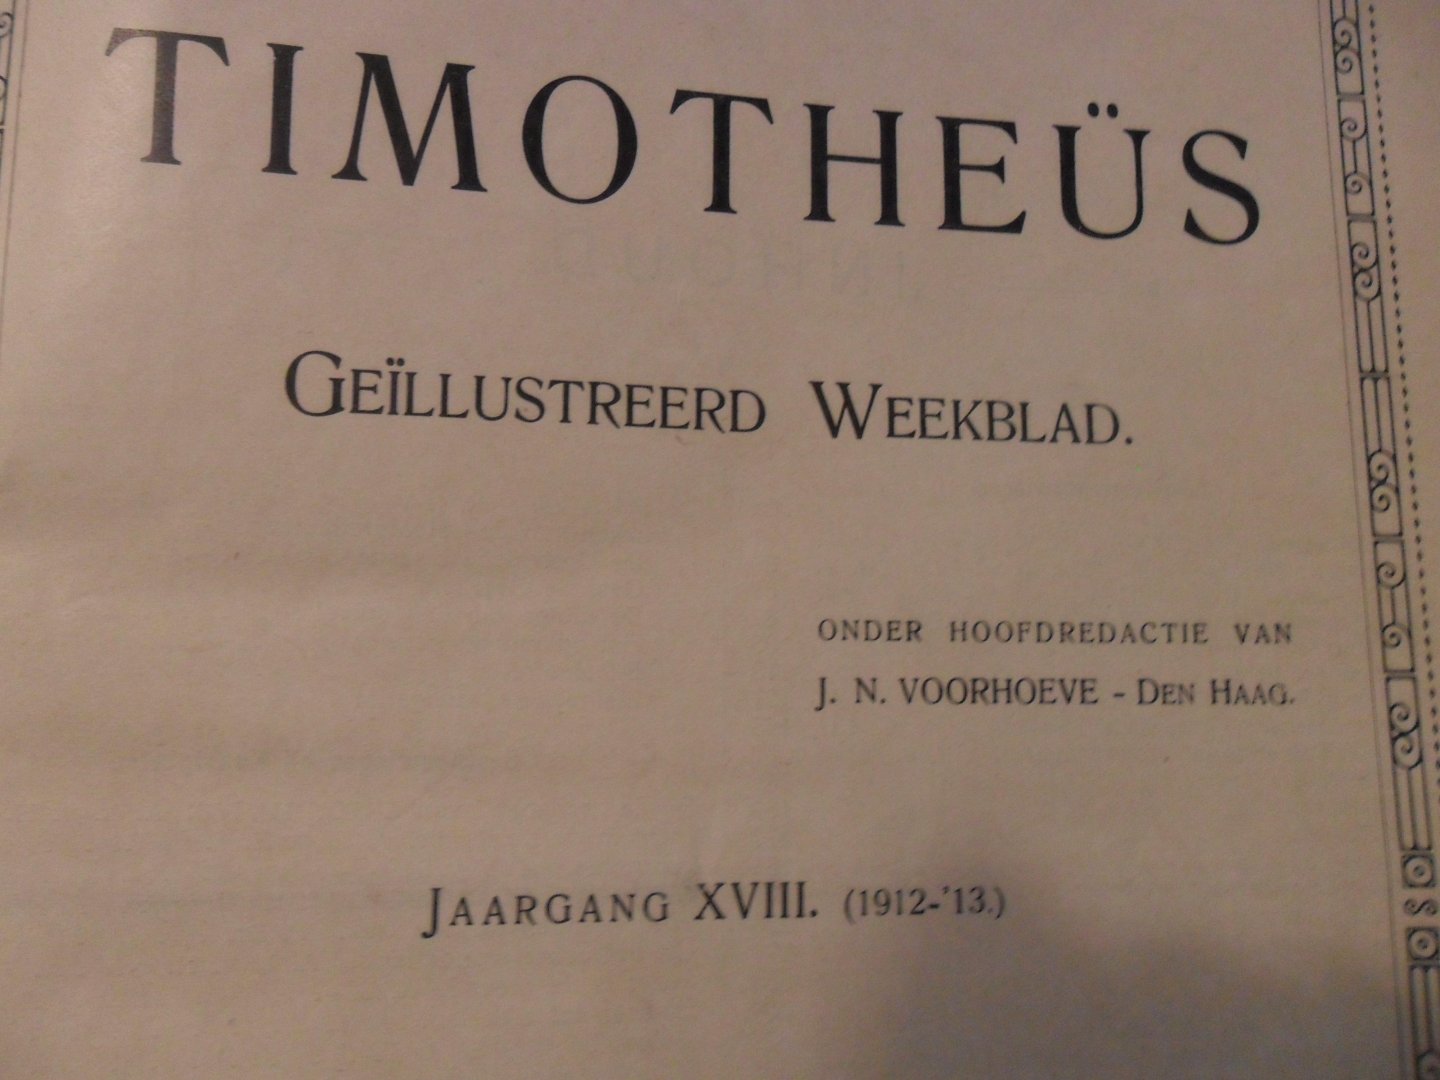 TIMOTHEÜS
GEÏLLUSTREERD WEEKBLAD.
ONDER HOOFDREDACTIE VAN
J. N. VOORHOEVE - DEN HAAG.
JAARGANG XVIII. (1912-'13.)